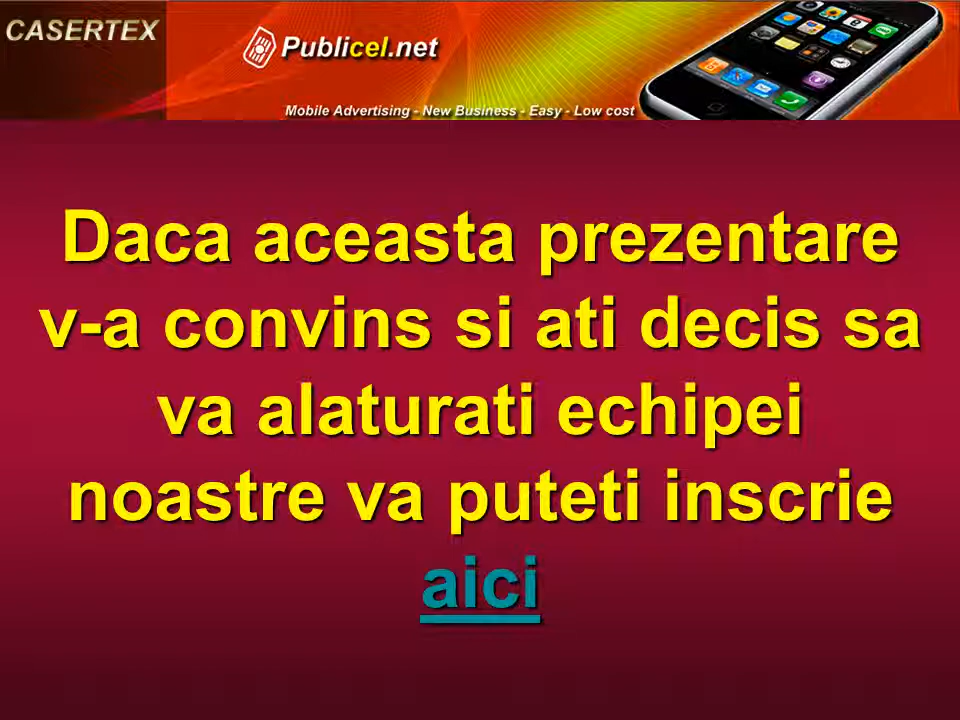 CASERTEX
Publicel.net
Mobile Advertising - New Business - Easy - Low cost
Daca aceasta prezentare
v-a convins si ati decis sa
va alaturati echipei
noastre va puteti inscrie
aici